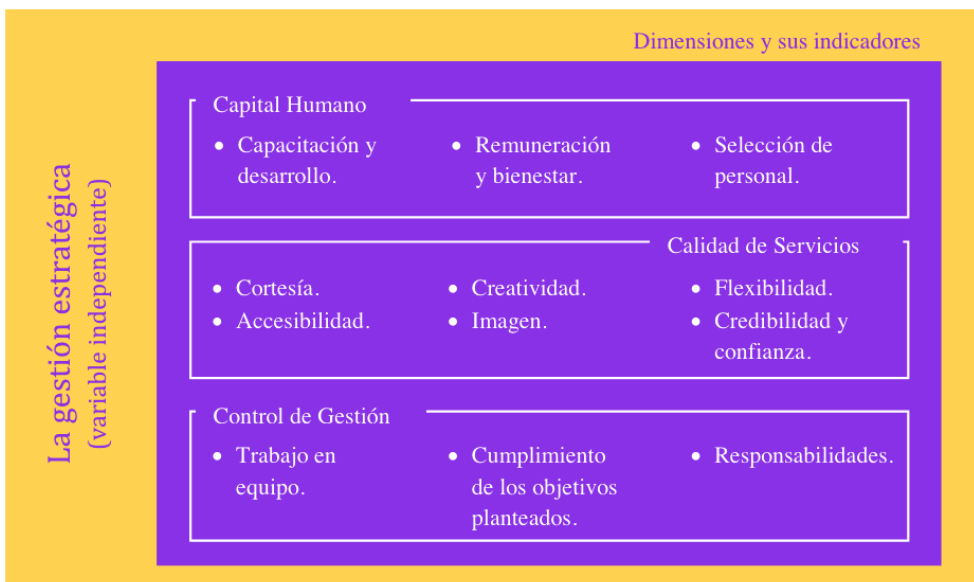 Dimensiones y sus indicadores
La gestión estratégica
(variable independiente)
Capital Humano
• Capacitación y
desarrollo.
• Remuneración
y bienestar.
• Selección de
personal.
Calidad de Servicios
• Cortesía.
• Accesibilidad.
• Creatividad.
• Imagen.
• Flexibilidad.
• Credibilidad y
confianza.
Control de Gestión
• Trabajo en
equipo.
• Cumplimiento
de los objetivos
planteados.
• Responsabilidades.